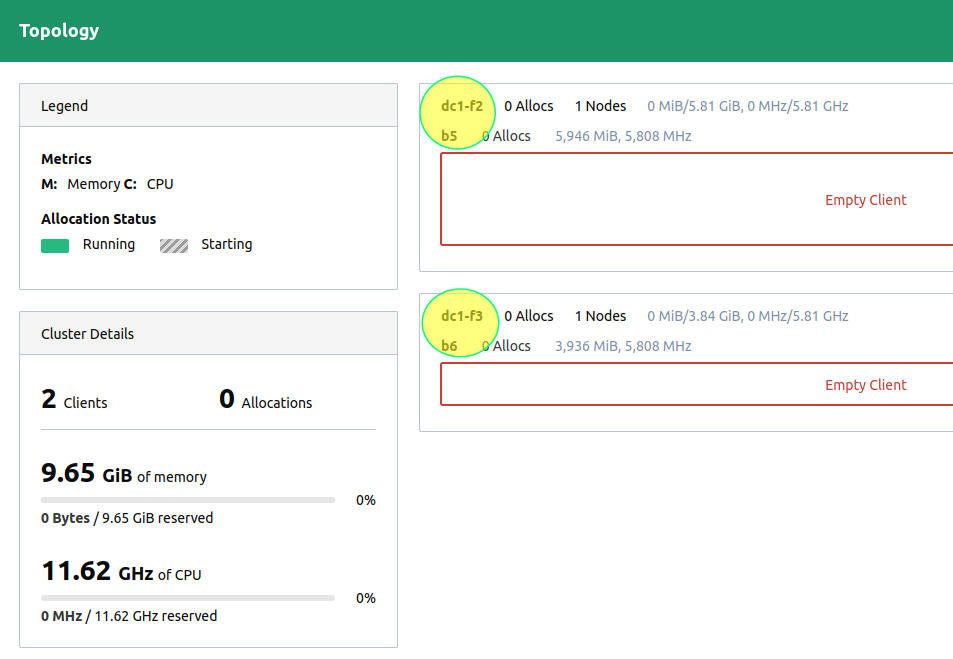 Topology
Legend
Metrics
M: Memory C: CPU
Allocation Status
Running Starting
Cluster Details
2 Clients 0 Allocations
9.65 GiB of memory
0%
0 Bytes / 9.65 GiB reserved
11.62 GHz of CPU
0%
0 MHz / 11.62 GHz reserved
dc1-f2 0 Allocs 1 Nodes 0 MiB/5.81 GiB, 0 MHz/5.81 GHz
b5 0 Allocs 5,946 MiB, 5,808 MHz
Empty Client
dc1-f3 0 Allocs 1 Nodes 0 MiB/3.84 GiB, 0 MHz/5.81 GHz
b6 0 Allocs 3,936 MiB, 5,808 MHz
Empty Client